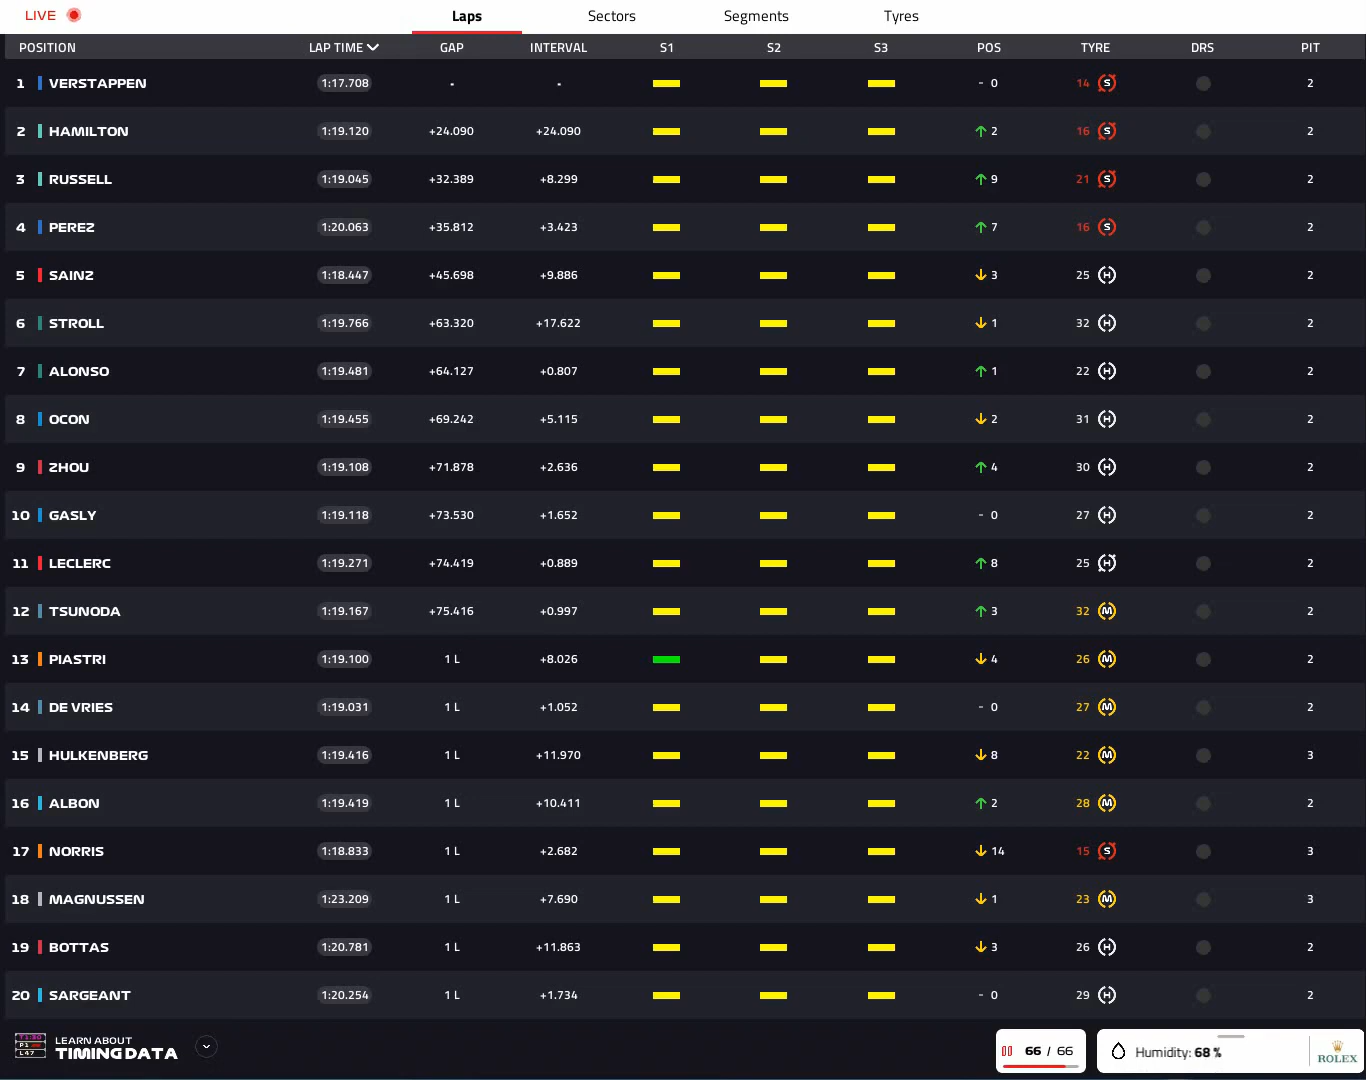 LIVE Laps Sectors Segments Tyres
POSITION LAP TIME GAP INTERVAL S1 S2 S3 POS TYRE DRS PIT
1 VERSTAPPEN 1:17.708 - - - 0 14 S 2
2 HAMILTON 1:19.120 +24.090 +24.090 2 16 S 2
3 RUSSELL 1:19.045 +32.389 +8.299 9 21 S 2
4 PEREZ 1:20.063 +35.812 +3.423 7 16 S 2
5 SAINZ 1:18.447 +45.698 +9.886 3 25 H 2
6 STROLL 1:19.766 +63.320 +17.622 1 32 H 2
7 ALONSO 1:19.481 +64.127 +0.807 1 22 H 2
8 OCON 1:19.455 +69.242 +5.115 2 31 H 2
9 ZHOU 1:19.108 +71.878 +2.636 4 30 H 2
10 GASLY 1:19.118 +73.530 +1.652 - 0 27 H 2
11 LECLERC 1:19.271 +74.419 +0.889 8 25 H 2
12 TSUNODA 1:19.167 +75.416 +0.997 3 32 M 2
13 PIASTRI 1:19.100 1 L +8.026 4 26 M 2
14 DE VRIES 1:19.031 1 L +1.052 - 0 27 M 2
15 HULKENBERG 1:19.416 1 L +11.970 8 22 M 3
16 ALBON 1:19.419 1 L +10.411 2 28 M 2
17 NORRIS 1:18.833 1 L +2.682 14 15 S 3
18 MAGNUSSEN 1:23.209 1 L +7.690 1 23 M 3
19 BOTTAS 1:20.781 1 L +11.863 3 26 H 2
20 SARGEANT 1:20.254 1 L +1.734 - 0 29 H 2
LEARN ABOUT
TIMING DATA
P1
L47
66 / 66
Humidity: 68 %
ROLEX